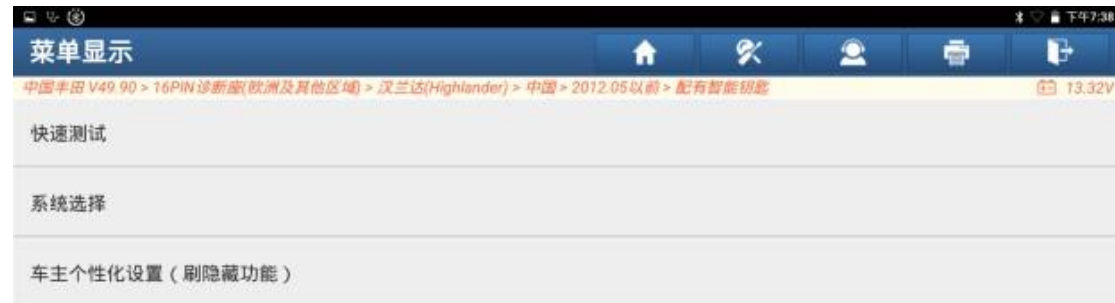 下午7:38
菜单显示
中国丰田 V49.90 > 16PIN诊断座(欧洲及其他区域) > 汉兰达(Highlander) > 中国 > 2012.05以前 > 配有智能钥匙
13.32V
快速测试
系统选择
车主个性化设置 ( 刷隐藏功能 )